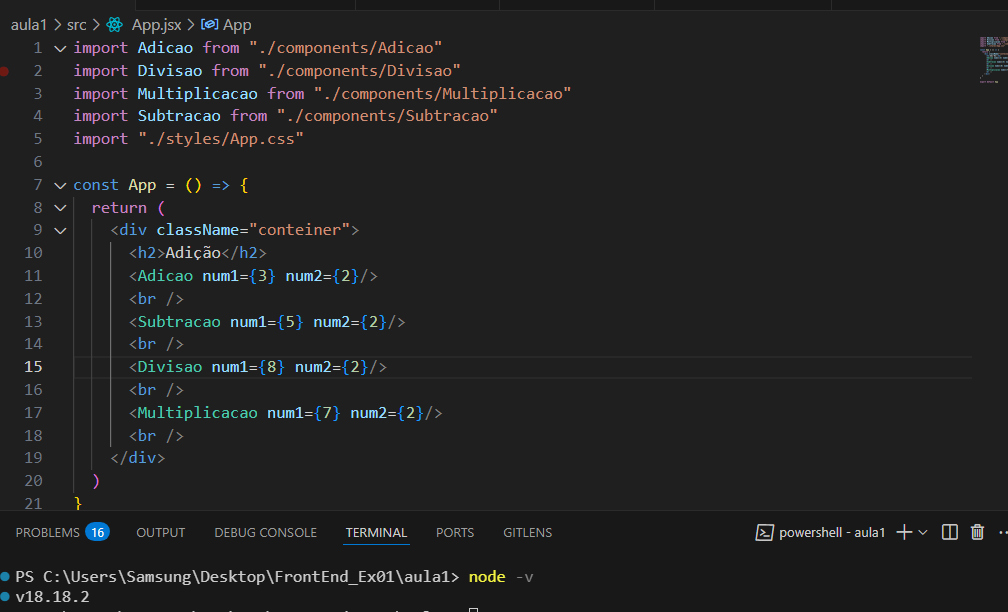 aula1 > src > App.jsx > App
1 import Adicao from "./components/Adicao"
2 import Divisao from "./components/Divisao"
3 import Multiplicacao from "./components/Multiplicacao"
4 import Subtracao from "./components/Subtracao"
5 import "./styles/App.css"
6
7 const App = () => {
8 return (
9 <div className="conteiner">
10 <h2>Adição</h2>
11 <Adicao num1={3} num2={2}/>
12 <br />
13 <Subtracao num1={5} num2={2}/>
14 <br />
15 <Divisao num1={8} num2={2}/>
16 <br />
17 <Multiplicacao num1={7} num2={2}/>
18 <br />
19 </div>
20 )
21 }
PROBLEMS 16 OUTPUT DEBUG CONSOLE TERMINAL PORTS GITLENS powershell - aula1
PS C:\Users\Samsung\Desktop\FrontEnd_Ex01\aula1> node -v
v18.18.2